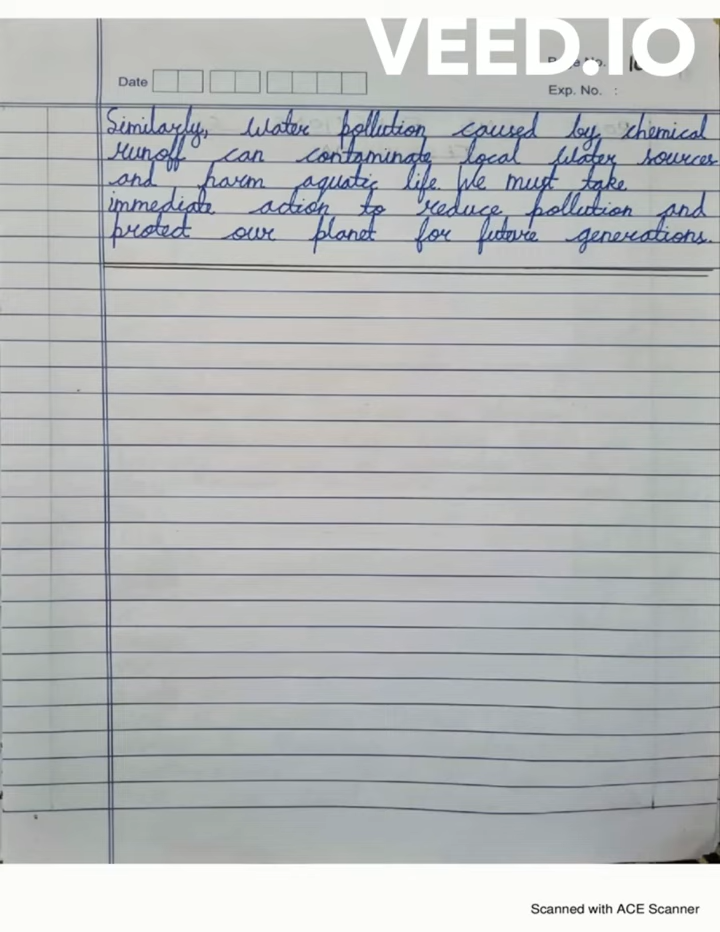 VEED.IO
Page No.
Date
Exp. No. :
Similarly, water pollution caused by chemical
runoff can contaminate local water sources
and harm aquatic life. We must take
immediate action to reduce pollution and
protect our planet for future generations.
Scanned with ACE Scanner